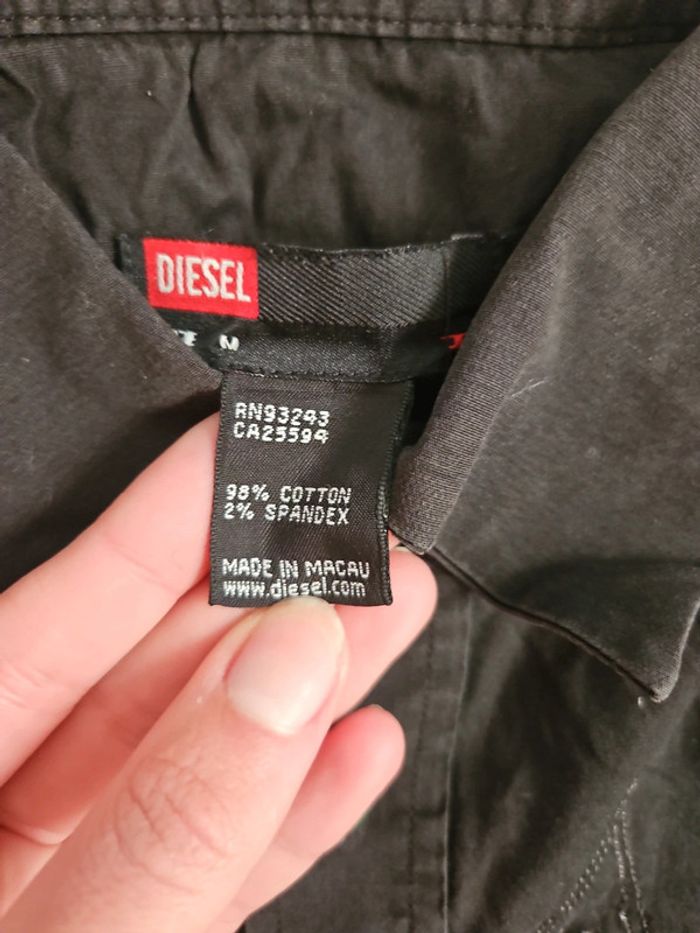 DIESEL
M
RN93243
CA25594
98% COTTON
2% SPANDEX
MADE IN MACAU
www.diesel.com